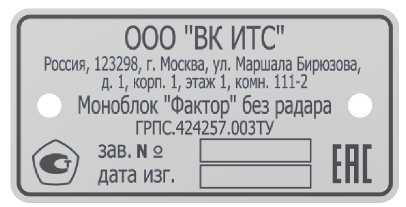 ООО "ВК ИТС"
Россия, 123298, г. Москва, ул. Маршала Бирюзова,
д. 1, корп. 1, этаж 1, комн. 111-2
Моноблок "Фактор" без радара
ГРПС.424257.003ТУ
зав. № 
дата изг.
ЕАС